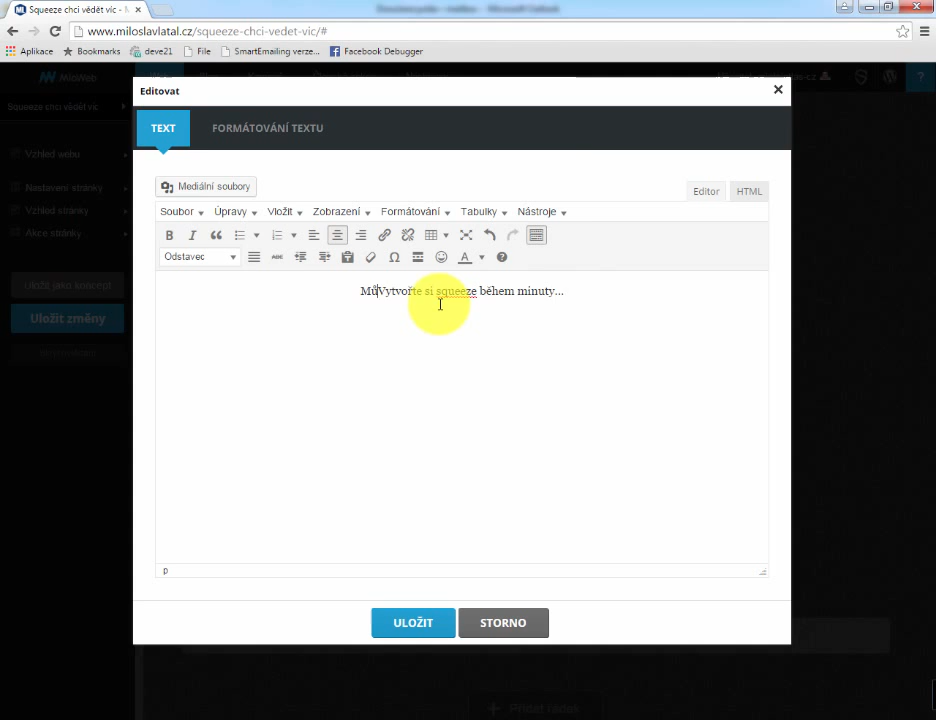 Squeeze chci vědět víc - M
www.miloslavlatal.cz/squeeze-chci-vedet-vic/#
Aplikace Bookmarks deve21 File SmartEmailing verze... Facebook Debugger
MioWeb
Squeeze chci vědět víc
Editovat
TEXT FORMÁTOVÁNÍ TEXTU
Vzhled webu
Nastavení stránky
Vzhled stránky
Akce stránky
Uložit jako koncept
Uložit změny
Mediální soubory
Editor HTML
Soubor Úpravy Vložit Zobrazení Formátování Tabulky Nástroje
Odstavec
MůVytvořte si squeeze během minuty...
p
ULOŽIT STORNO
Přidat řádek